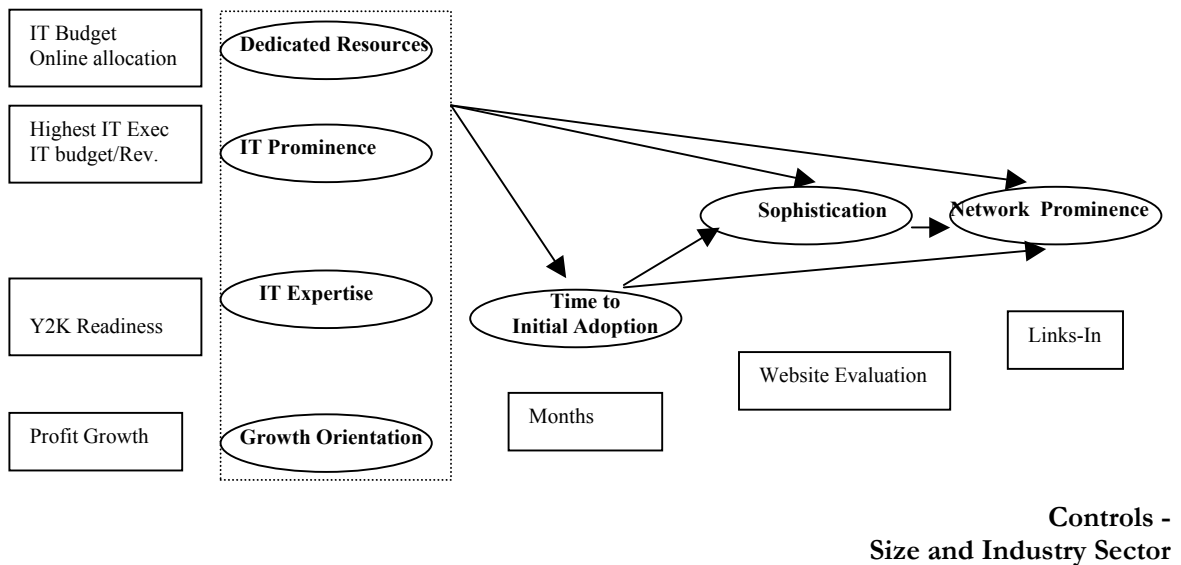 IT Budget
Online allocation
Dedicated Resources
Highest IT Exec
IT budget/Rev.
IT Prominence
Sophistication
Network Prominence
Y2K Readiness
IT Expertise
Time to
Initial Adoption
Links-In
Website Evaluation
Profit Growth
Growth Orientation
Months
Controls -
Size and Industry Sector